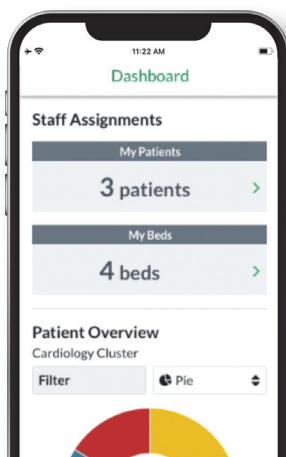 11:22 AM
Dashboard
Staff Assignments
My Patients
3 patients
My Beds
4 beds
Patient Overview
Cardiology Cluster
Filter
Pie